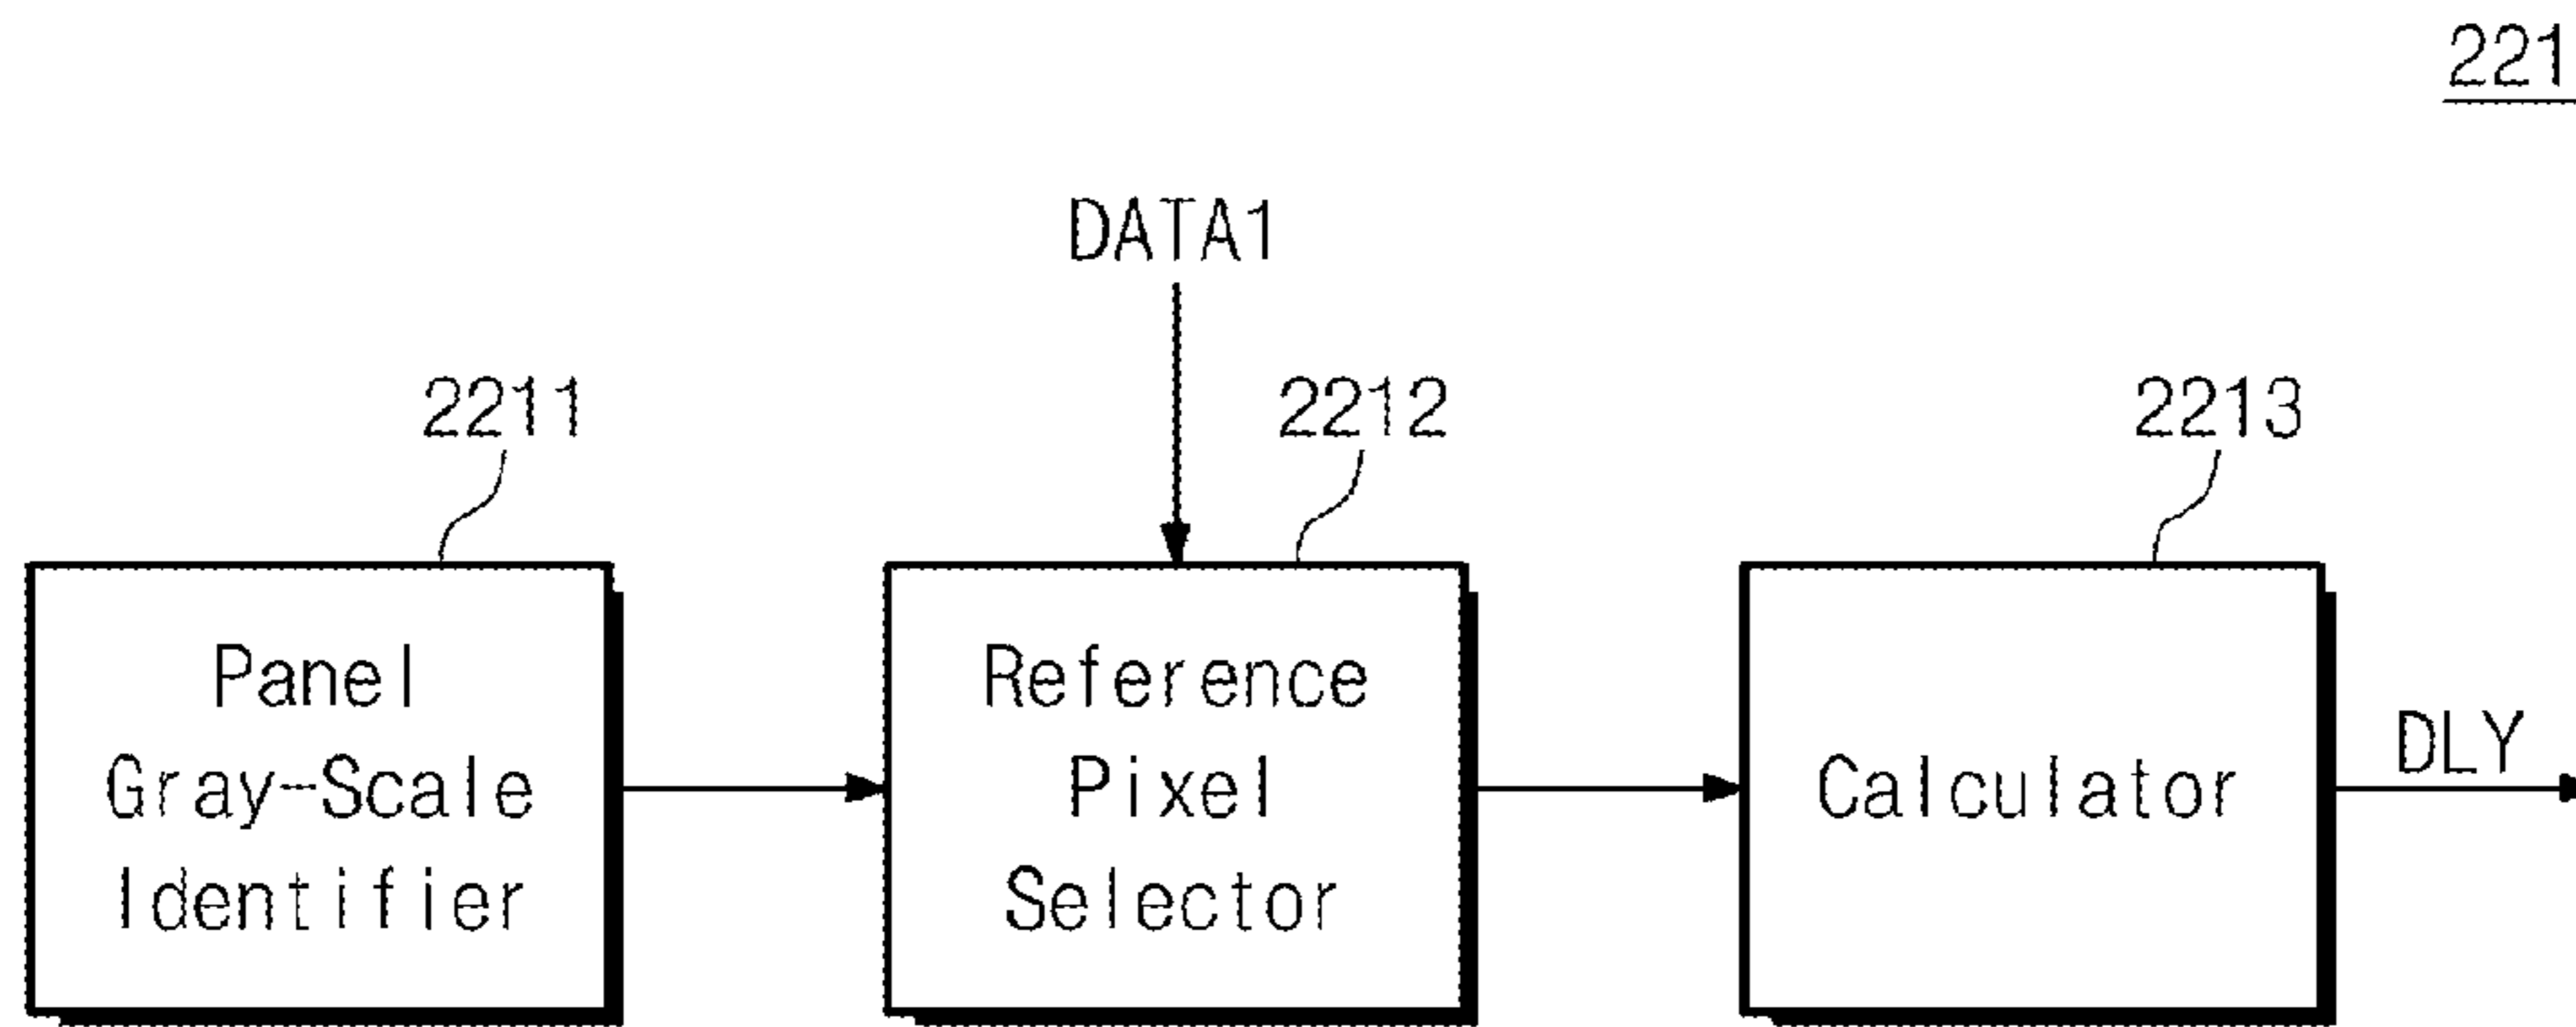 221
DATA1
2211
2212
2213
Panel
Gray-Scale
Identifier
Reference
Pixel
Selector
Calculator
DLY